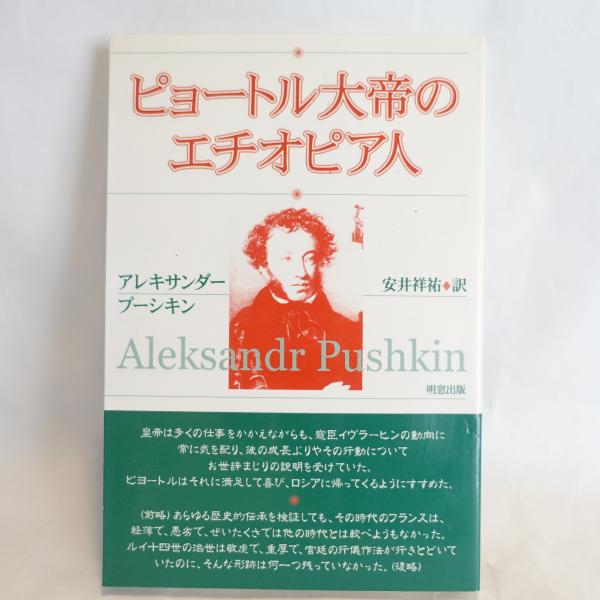 ピョートル大帝の
エチオピア人
アレキサンダー
プーシキン
安井祥祐◆訳
Aleksandr Pushkin
明窓出版
皇帝は多くの仕事をかかえながらも、寵臣イヴラーヒンの動向に
常に気を配り、彼の成長ぶりやその行動について
お世辞まじりの説明を受けていた。
ピヨートルはそれに満足して喜び、ロシアに帰ってくるようにすすめた。
(前略)あらゆる歴史的伝承を検証しても、その時代のフランスは、
軽薄で、愚方で、ぜいたくさでは他の時代とは較べようもなかった。
ルイ十四世の治世は敬虔で、重厚で、宮廷の行儀作法が行きとどいて
いたのに、そんな形跡は何一つ残っていなかった。(後略)